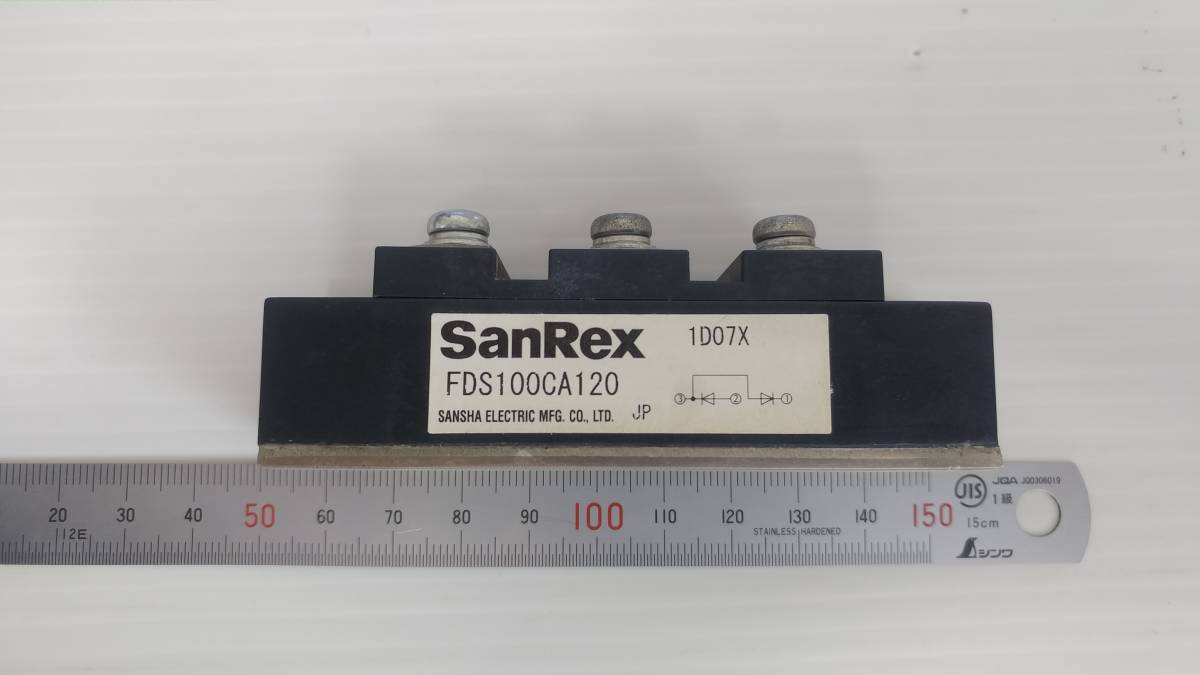 SanRex 1D07X
FDS100CA120
③ ② ①
SANSHA ELECTRIC MFG. CO., LTD. JP
20 30 40 50 60 70 80 90 100 110 120 130 140 150 15cm
12E
STAINLESS HARDENED
JIS JQA JQ0306019
1級
シンワ